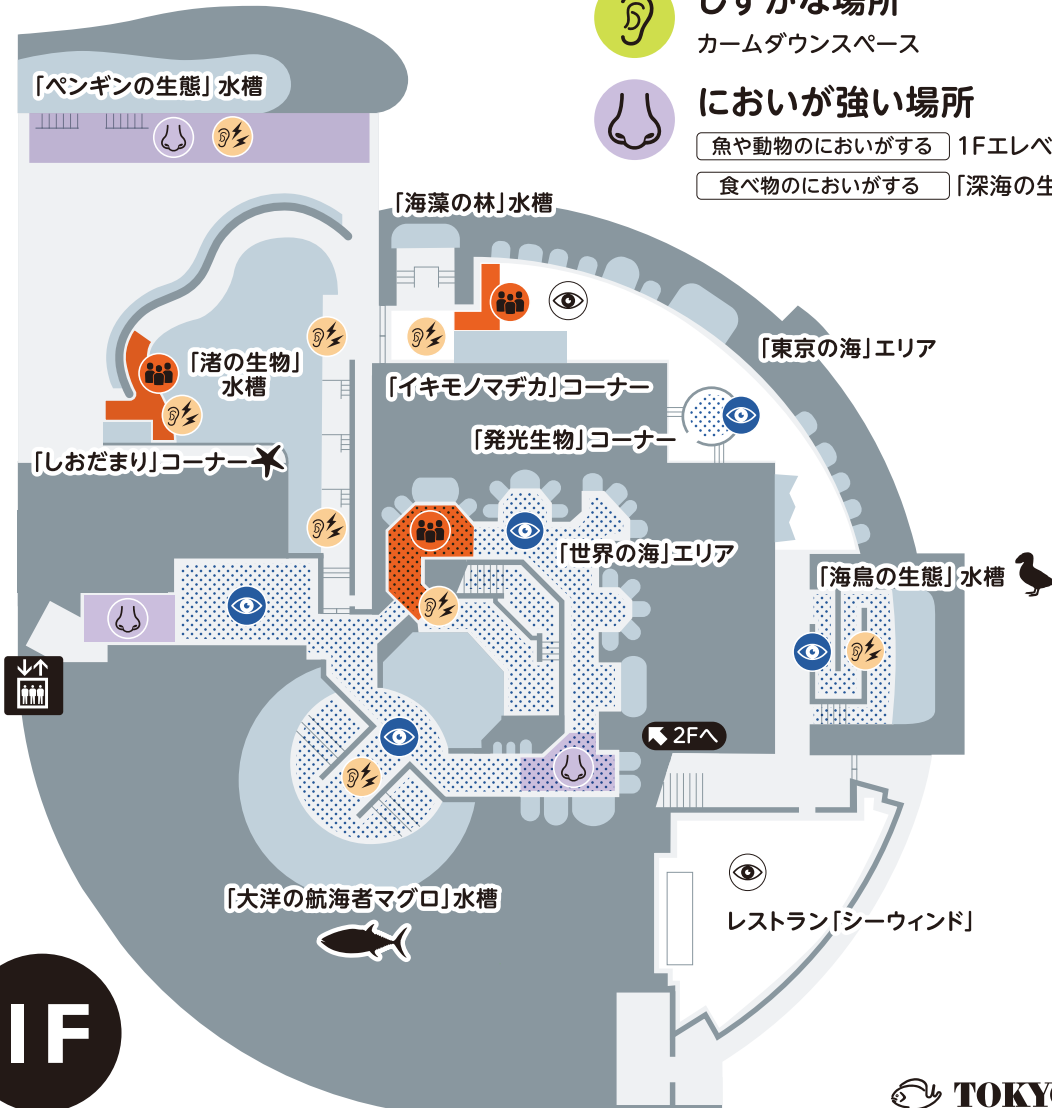 しずかな場所
カームダウンスペース
においが強い場所
魚や動物のにおいがする 1Fエレベ
食べ物のにおいがする 「深海の生
「ペンギンの生態」水槽
「海藻の林」水槽
「東京の海」エリア
「渚の生物」
水槽
「イキモノマヂカ」コーナー
「発光生物」コーナー
「しおだまり」コーナー
「世界の海」エリア
「海鳥の生態」水槽
2Fへ
「大洋の航海者マグロ」水槽
レストラン「シーウィンド」
1F
TOKYO